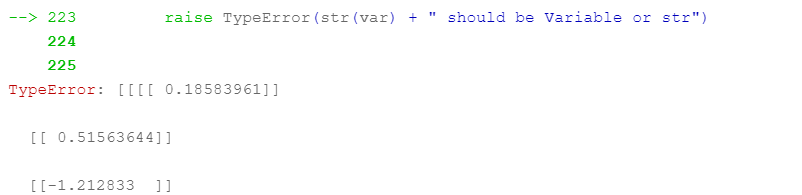 --> 223         raise TypeError(str(var) + " should be Variable or str")
    224
    225
TypeError: [[[[ 0.18583961]]
  [[ 0.51563644]]
  [[-1.212833  ]]